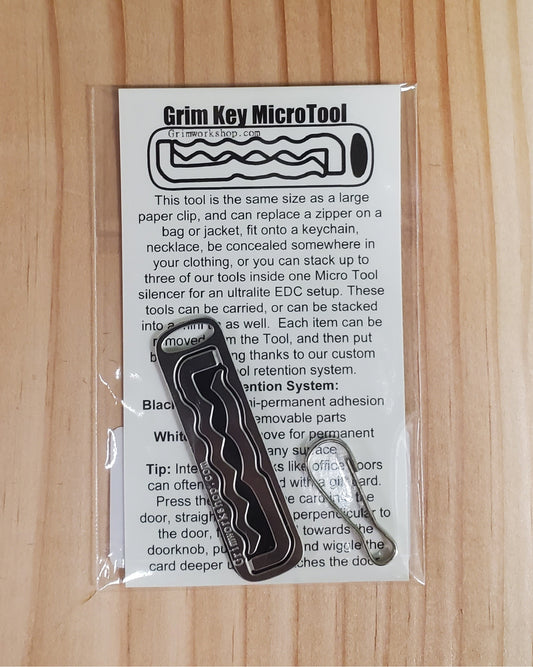 Grim Key MicroTool
Grimworkshop.com
This tool is the same size as a large
paper clip, and can replace a zipper on a
bag or jacket, fit onto a keychain,
necklace, be concealed somewhere in
your clothing, or you can stack up to
three of our tools inside one Micro Tool
silencer for an ultralite EDC setup. These
tools can be carried, or can be stacked
into a as well. Each item can be
removed the Tool, and then put
thanks to our custom
retention system.
System:
Black adhesion
removable parts
White for permanent
any surface
Tip: like office doors
can often with a gift card.
Press the card into the
door, straight perpendicular to
the door, towards the
doorknob, and wiggle the
card deeper the door
Grimworkshop.com